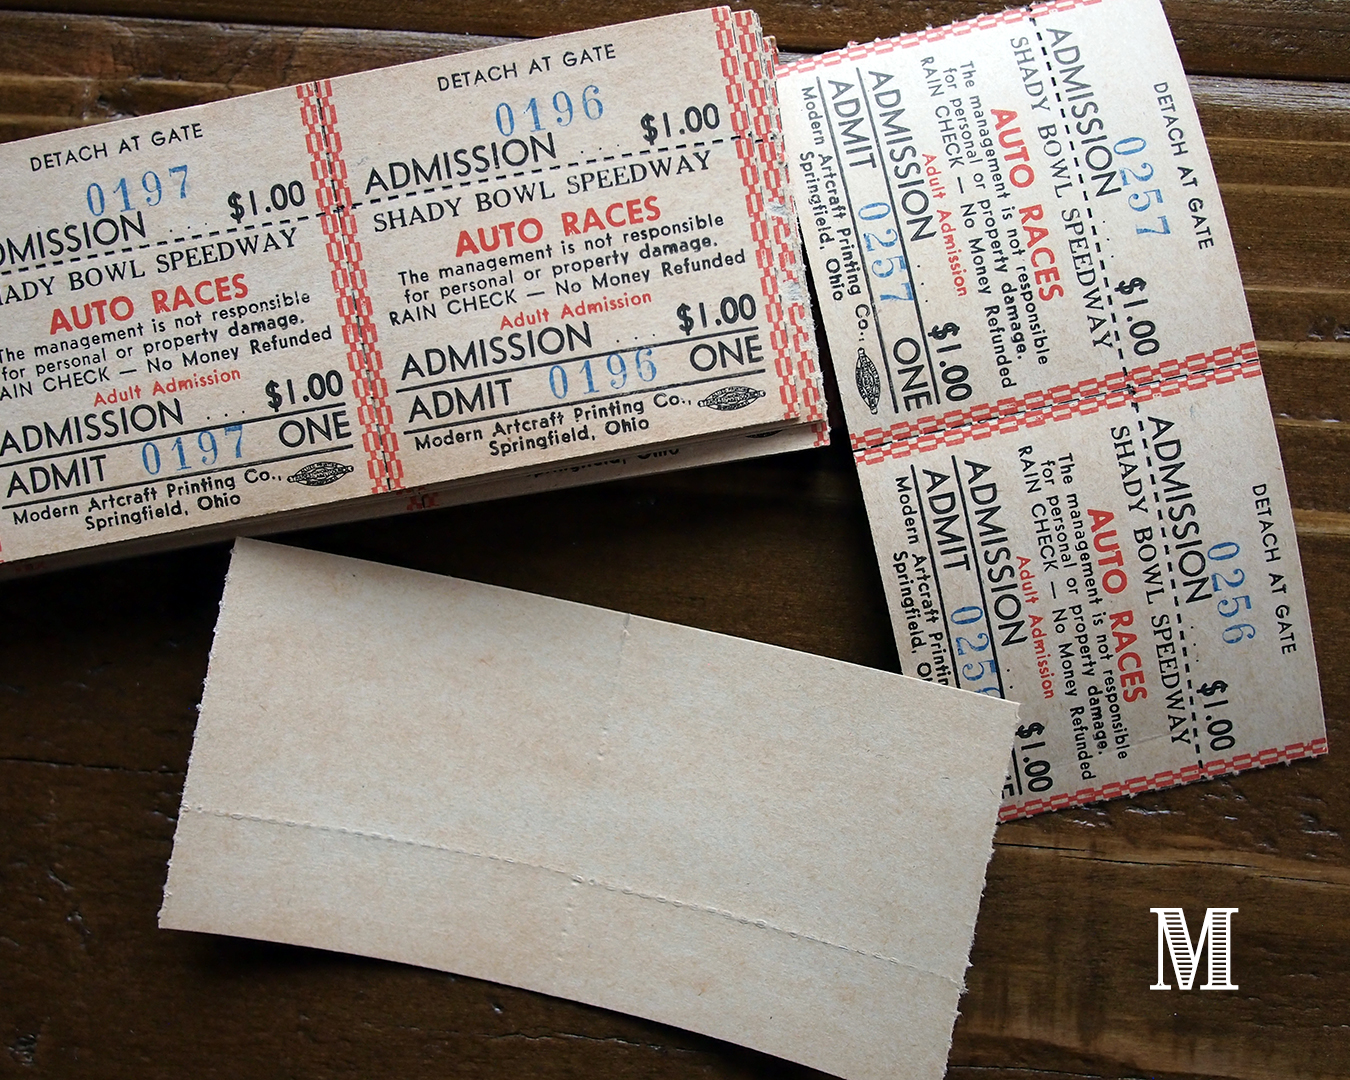 DETACH AT GATE
0197
DMISSION .... $1.00
HADY BOWL SPEEDWAY
AUTO RACES
The management is not responsible
for personal or property damage.
AIN CHECK — No Money Refunded
Adult Admission
ADMISSION .... $1.00
ADMIT 0197 ONE
Modern Artcraft Printing Co.,
Springfield, Ohio
DETACH AT GATE
0196
ADMISSION .... $1.00
SHADY BOWL SPEEDWAY
AUTO RACES
The management is not responsible
for personal or property damage.
RAIN CHECK — No Money Refunded
Adult Admission
ADMISSION .... $1.00
ADMIT 0196 ONE
Modern Artcraft Printing Co.,
Springfield, Ohio
DETACH AT GATE
0257
ADMISSION .... $1.00
SHADY BOWL SPEEDWAY
AUTO RACES
The management is not responsible
for personal or property damage.
RAIN CHECK — No Money Refunded
Adult Admission
ADMISSION .... $1.00
ADMIT 0257 ONE
Modern Artcraft Printing Co.,
Springfield, Ohio
DETACH AT GATE
0256
ADMISSION .... $1.00
SHADY BOWL SPEEDWAY
AUTO RACES
The management is not responsible
for personal or property damage.
RAIN CHECK — No Money Refunded
Adult Admission
ADMISSION .... $1.00
ADMIT 025
Modern Artcraft Printin
Springfield, O
M